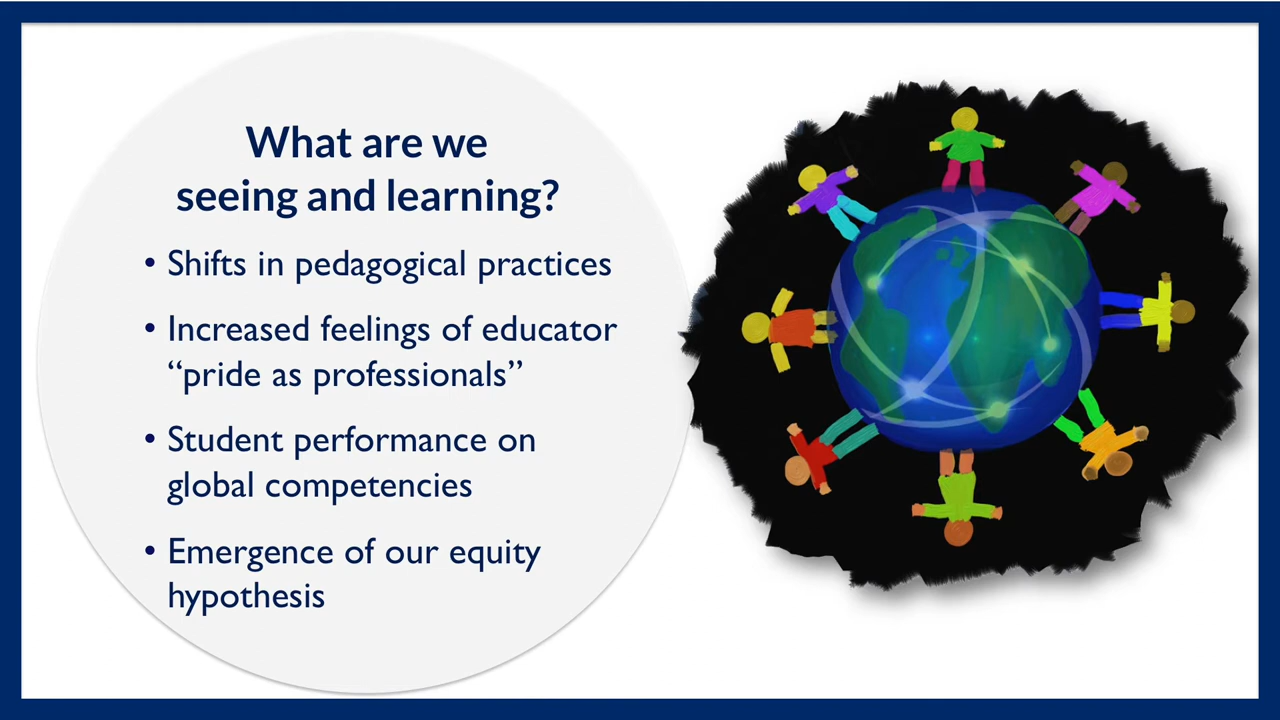 What are we
seeing and learning?
• Shifts in pedagogical practices
• Increased feelings of educator
“pride as professionals”
• Student performance on
global competencies
• Emergence of our equity
hypothesis